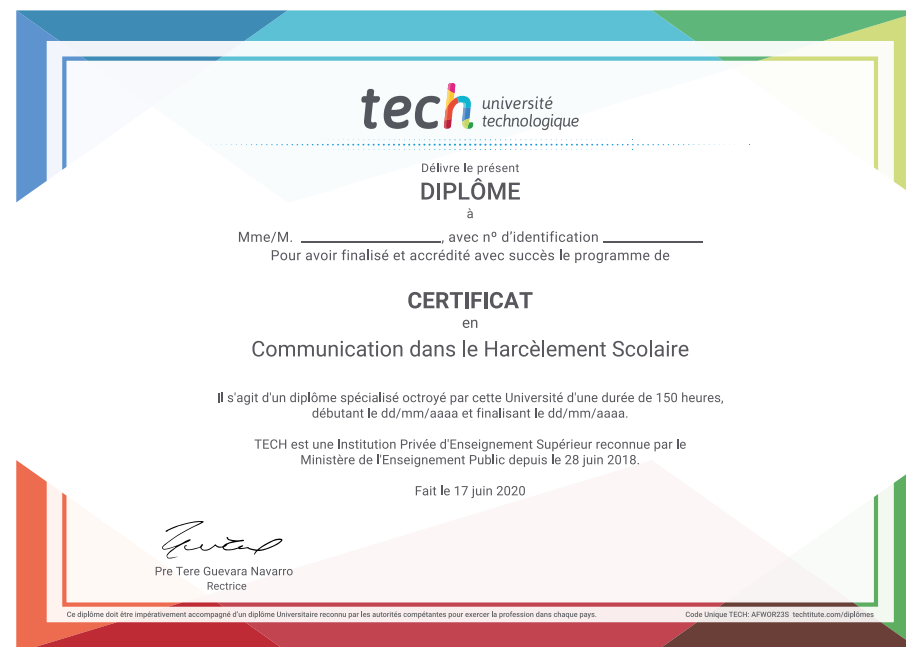 tech université
technologique
Délivre le présent
DIPLÔME
à
Mme/M. ____________________, avec nº d'identification ______________
Pour avoir finalisé et accrédité avec succès le programme de
CERTIFICAT
en
Communication dans le Harcèlement Scolaire
Il s'agit d'un diplôme spécialisé octroyé par cette Université d'une durée de 150 heures,
débutant le dd/mm/aaaa et finalisant le dd/mm/aaaa.
TECH est une Institution Privée d'Enseignement Supérieur reconnue par le
Ministère de l'Enseignement Public depuis le 28 juin 2018.
Fait le 17 juin 2020
Pre Tere Guevara Navarro
Rectrice
Ce diplôme doit être impérativement accompagné d'un diplôme Universitaire reconnu par les autorités compétantes pour exercer la profession dans chaque pays.
Code Unique TECH: AFWOR23S techtitute.com/diplômes